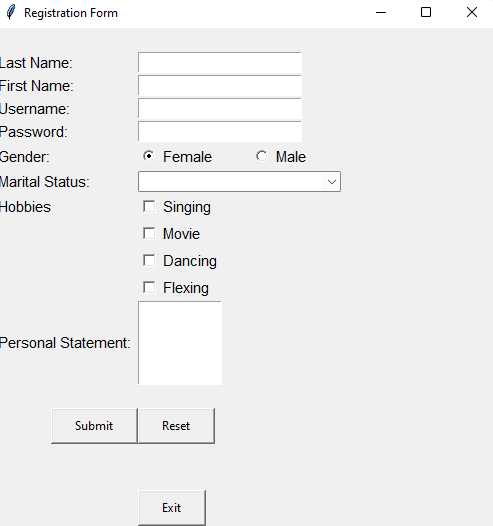 Registration Form
Last Name:
First Name:
Username:
Password:
Gender: Female Male
Marital Status:
Hobbies Singing
Movie
Dancing
Flexing
Personal Statement:
Submit Reset
Exit